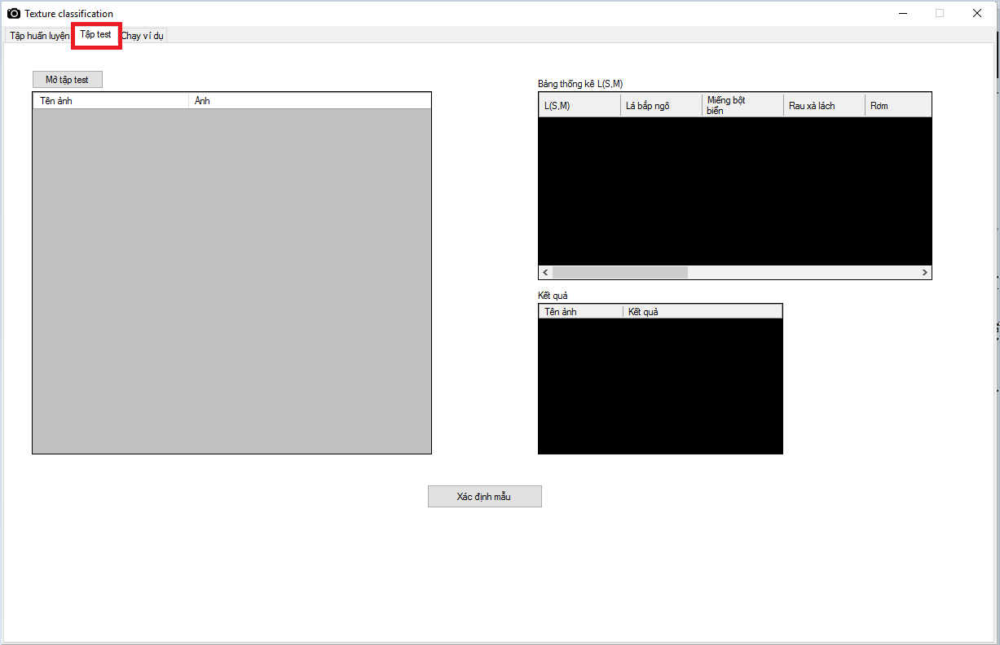 Texture classification
Tập huấn luyện Tập test Chạy ví dụ
Mở tập test
Tên ảnh Ảnh
Bảng thống kê L(S,M)
L(S,M) Lá bắp ngô Miếng bột biển Rau xà lách Rơm
Kết quả
Tên ảnh Kết quả
Xác định mẫu